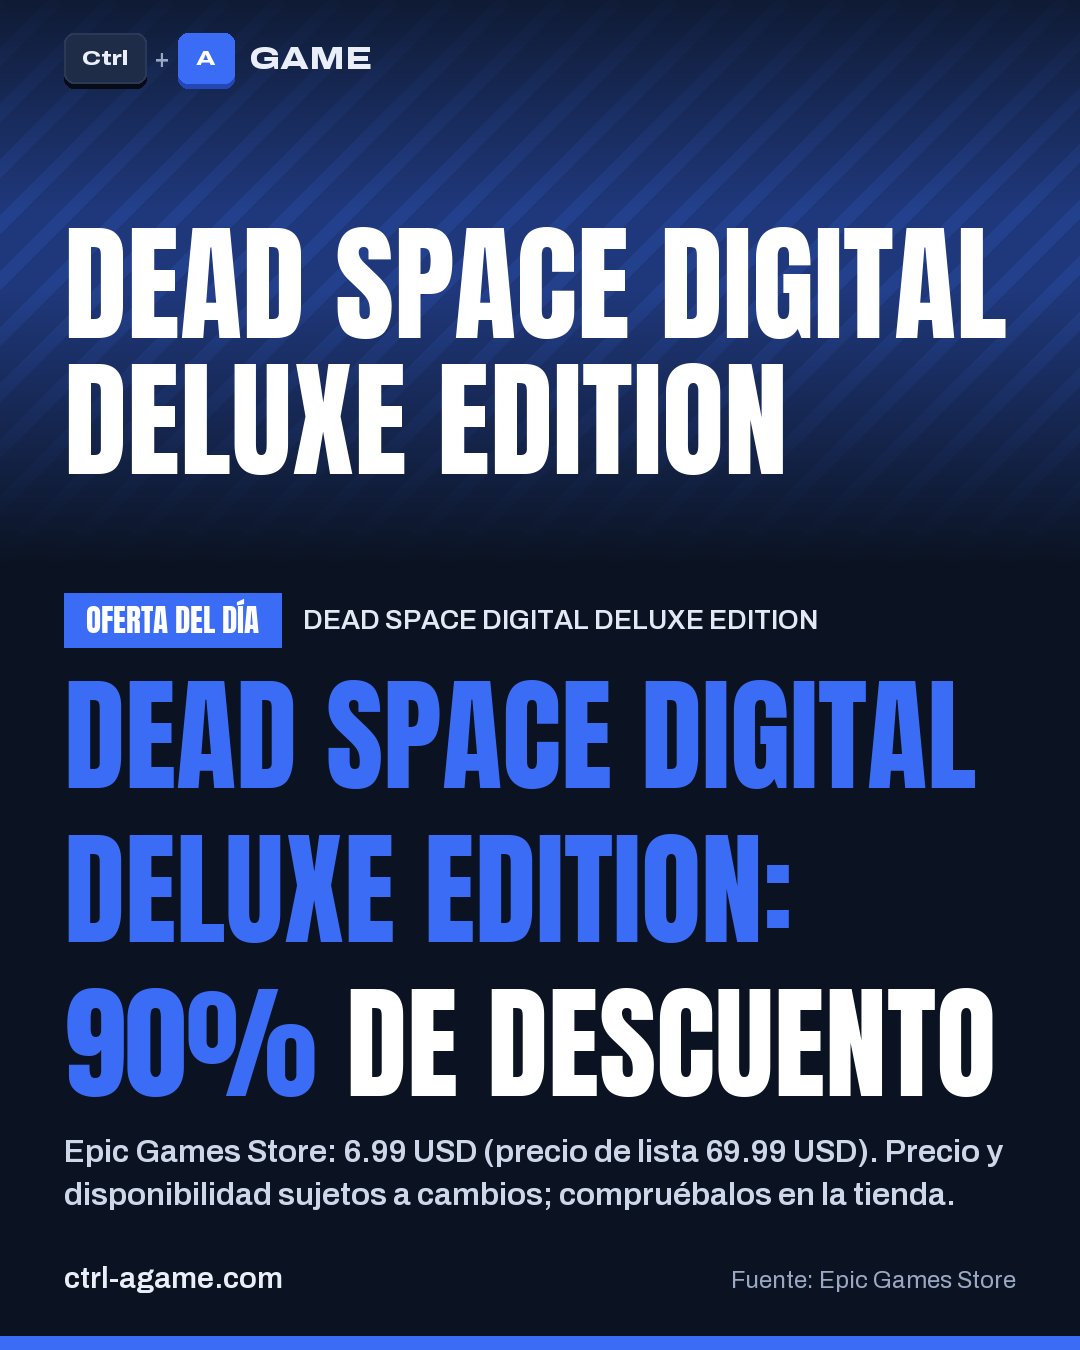 Ctrl + A GAME
DEAD SPACE DIGITAL
DELUXE EDITION
OFERTA DEL DÍA DEAD SPACE DIGITAL DELUXE EDITION
DEAD SPACE DIGITAL
DELUXE EDITION:
90% DE DESCUENTO
Epic Games Store: 6.99 USD (precio de lista 69.99 USD). Precio y
disponibilidad sujetos a cambios; compruébalos en la tienda.
ctrl-agame.com Fuente: Epic Games Store